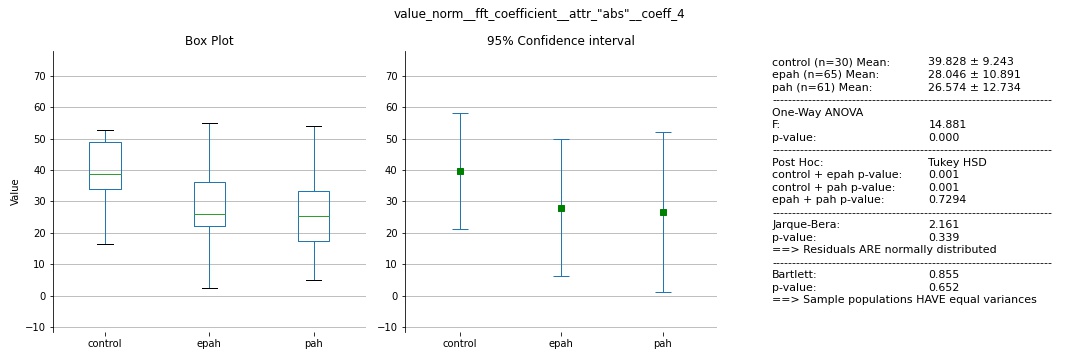 value_norm__fft_coefficient__attr_"abs"__coeff_4
Box Plot
Value
70
60
50
40
30
20
10
0
−10
control epah pah
95% Confidence interval
70
60
50
40
30
20
10
0
−10
control epah pah
control (n=30) Mean: 39.828 ± 9.243
epah (n=65) Mean: 28.046 ± 10.891
pah (n=61) Mean: 26.574 ± 12.734
One-Way ANOVA
F: 14.881
p-value: 0.000
Post Hoc: Tukey HSD
control + epah p-value: 0.001
control + pah p-value: 0.001
epah + pah p-value: 0.7294
Jarque-Bera: 2.161
p-value: 0.339
==> Residuals ARE normally distributed
Bartlett: 0.855
p-value: 0.652
==> Sample populations HAVE equal variances